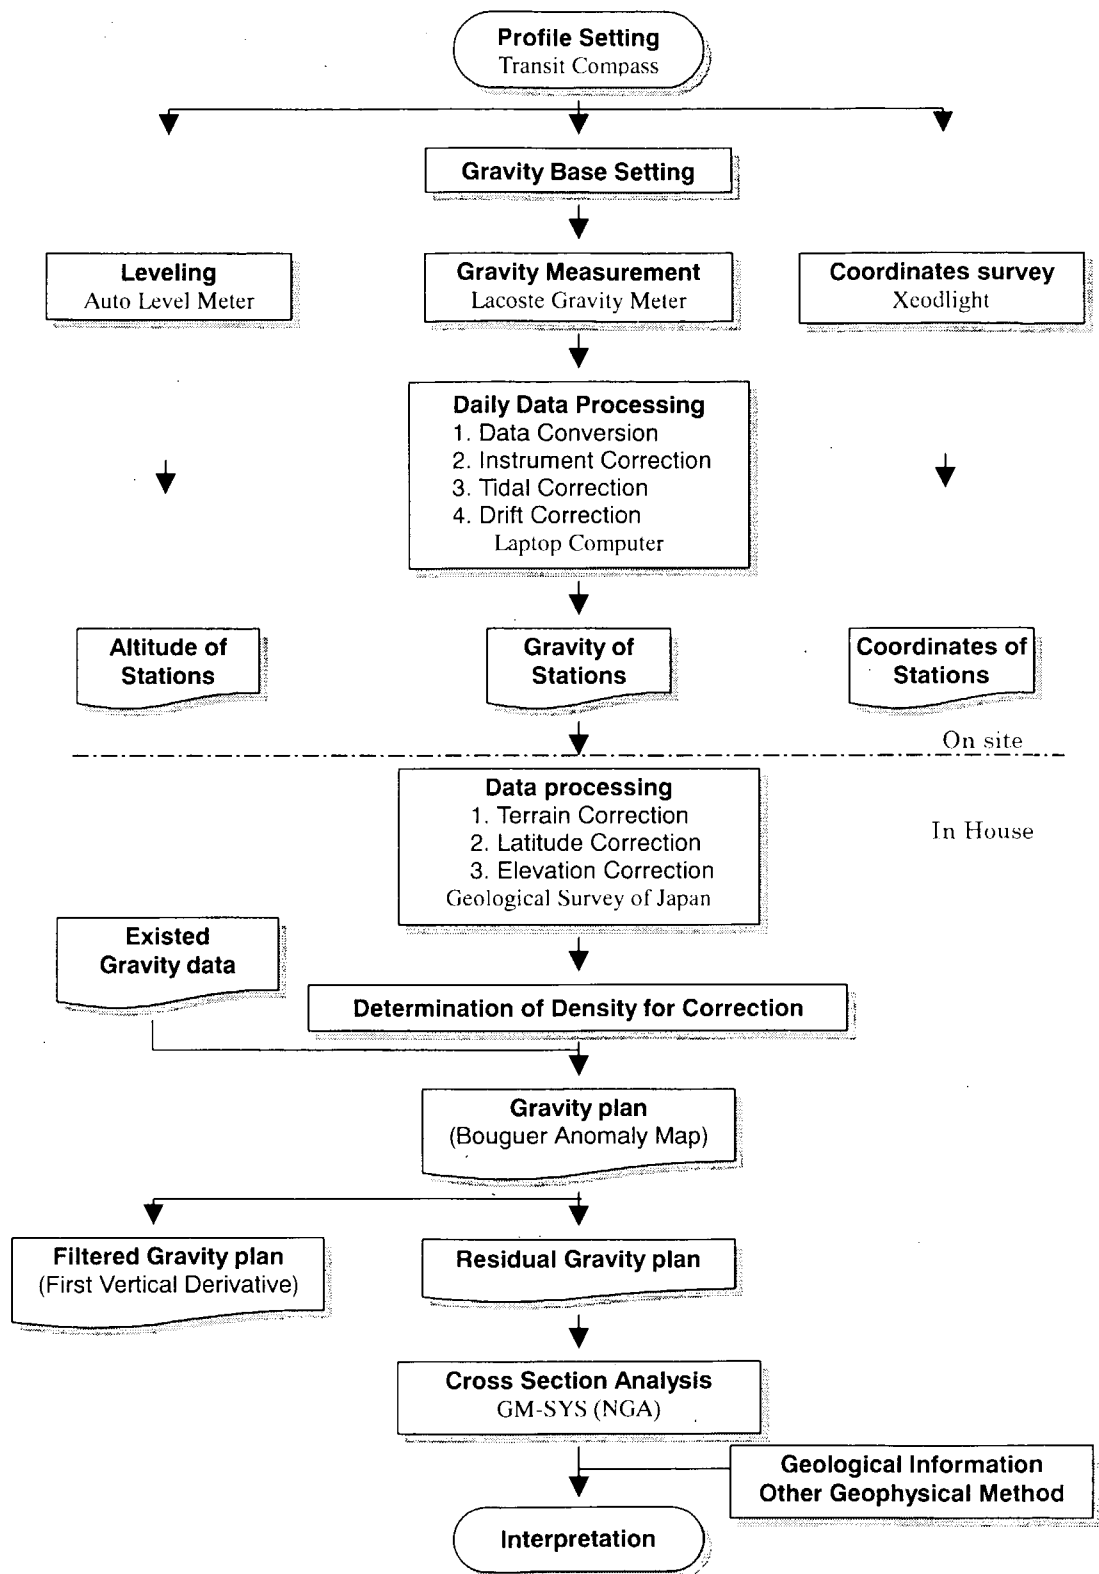 Profile Setting
Transit Compass
Gravity Base Setting
Leveling
Auto Level Meter
Gravity Measurement
Lacoste Gravity Meter
Coordinates survey
Xeodlight
Daily Data Processing
1. Data Conversion
2. Instrument Correction
3. Tidal Correction
4. Drift Correction
Laptop Computer
Altitude of
Stations
Gravity of
Stations
Coordinates of
Stations
On site
In House
Data processing
1. Terrain Correction
2. Latitude Correction
3. Elevation Correction
Geological Survey of Japan
Existed
Gravity data
Determination of Density for Correction
Gravity plan
(Bouguer Anomaly Map)
Filtered Gravity plan
(First Vertical Derivative)
Residual Gravity plan
Cross Section Analysis
GM-SYS (NGA)
Geological Information
Other Geophysical Method
Interpretation